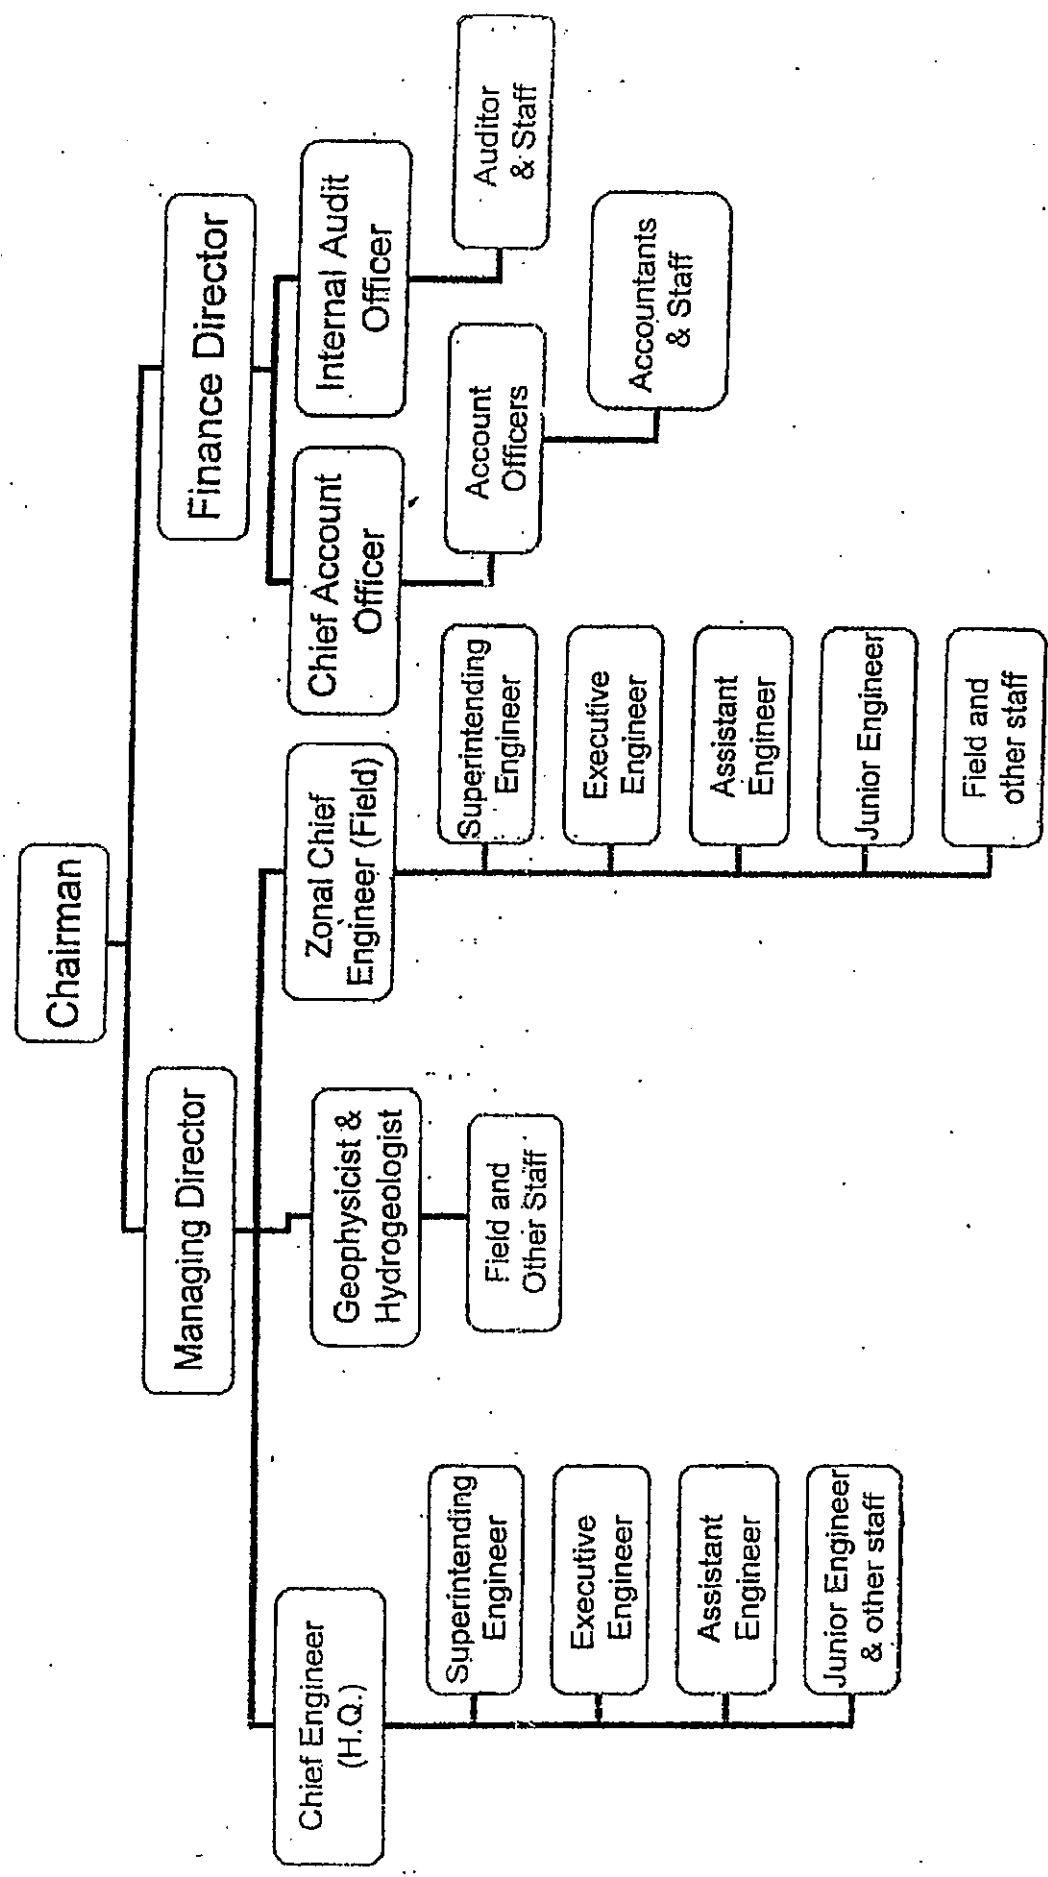 Chairman
Managing Director
Finance Director
Chief Engineer
(H.Q.)
Geophysicist &
Hydrogeologist
Zonal Chief
Engineer (Field)
Chief Account
Officer
Internal Audit
Officer
Superintending
Engineer
Executive
Engineer
Assistant
Engineer
Junior Engineer
& other staff
Field and
Other Staff
Superintending
Engineer
Executive
Engineer
Assistant
Engineer
Junior Engineer
Field and
other staff
Account
Officers
Accountants
& Staff
Auditor
& Staff